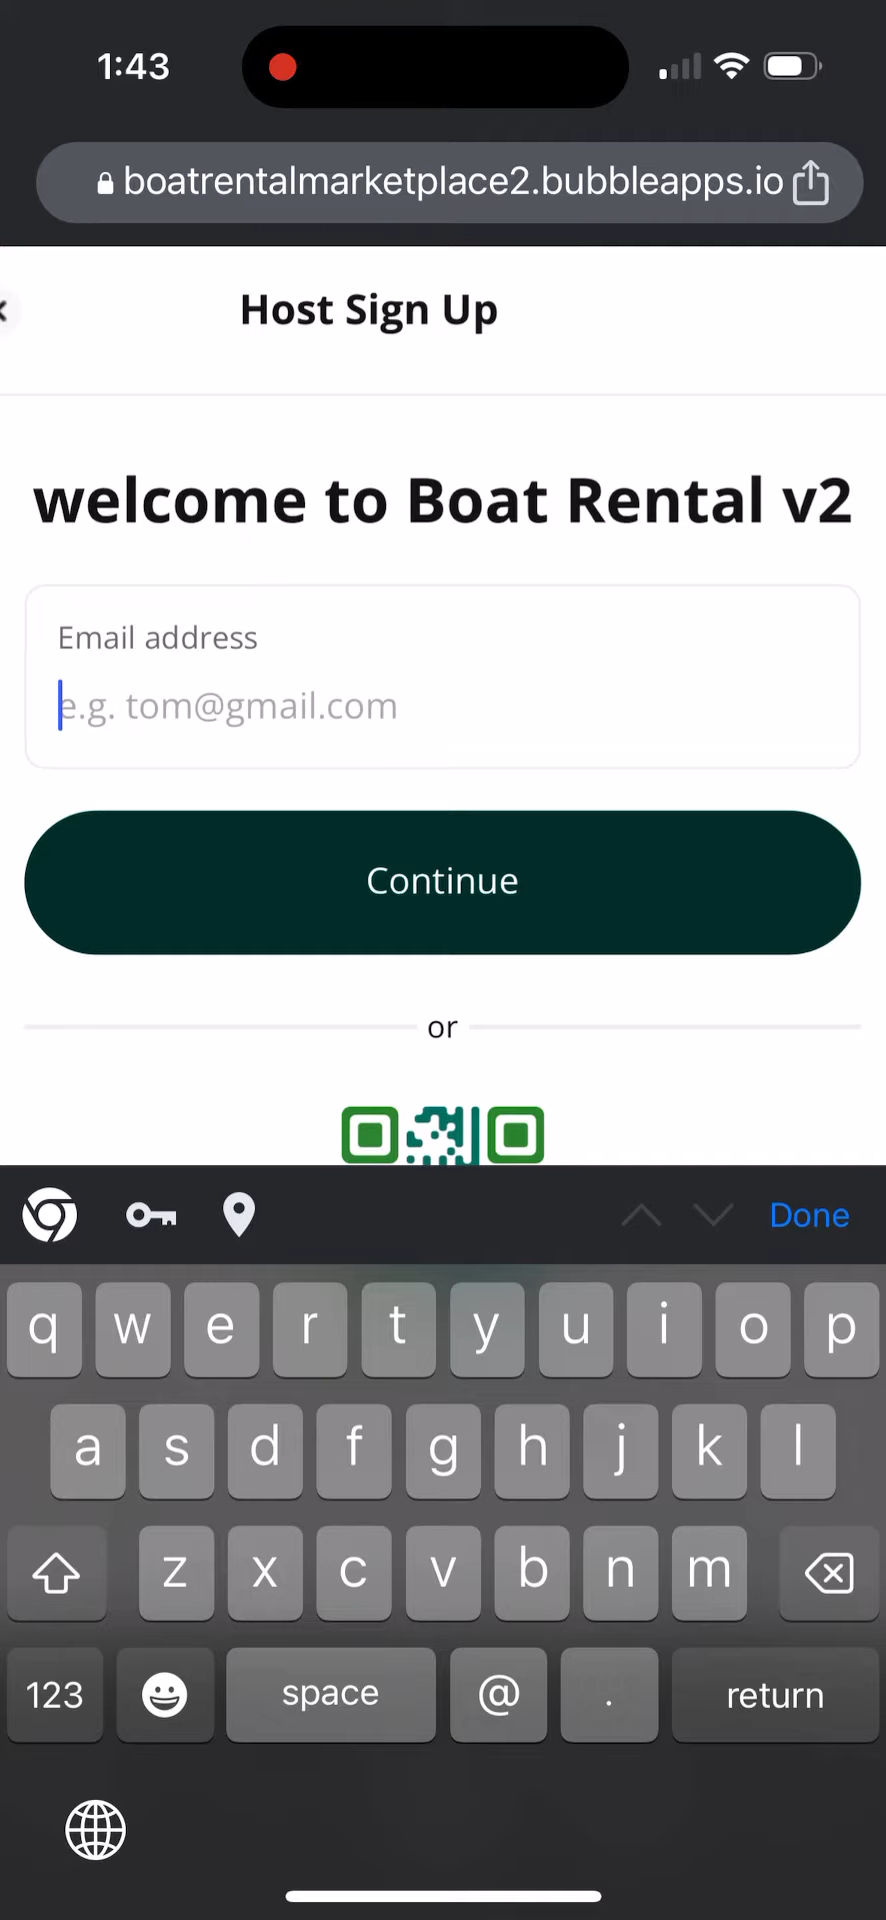 1:43
boatrentalmarketplace2.bubbleapps.io
Host Sign Up
welcome to Boat Rental v2
Email address
e.g. tom@gmail.com
Continue
or
Done
q w e r t y u i o p
a s d f g h j k l
z x c v b n m
123 space @ . return